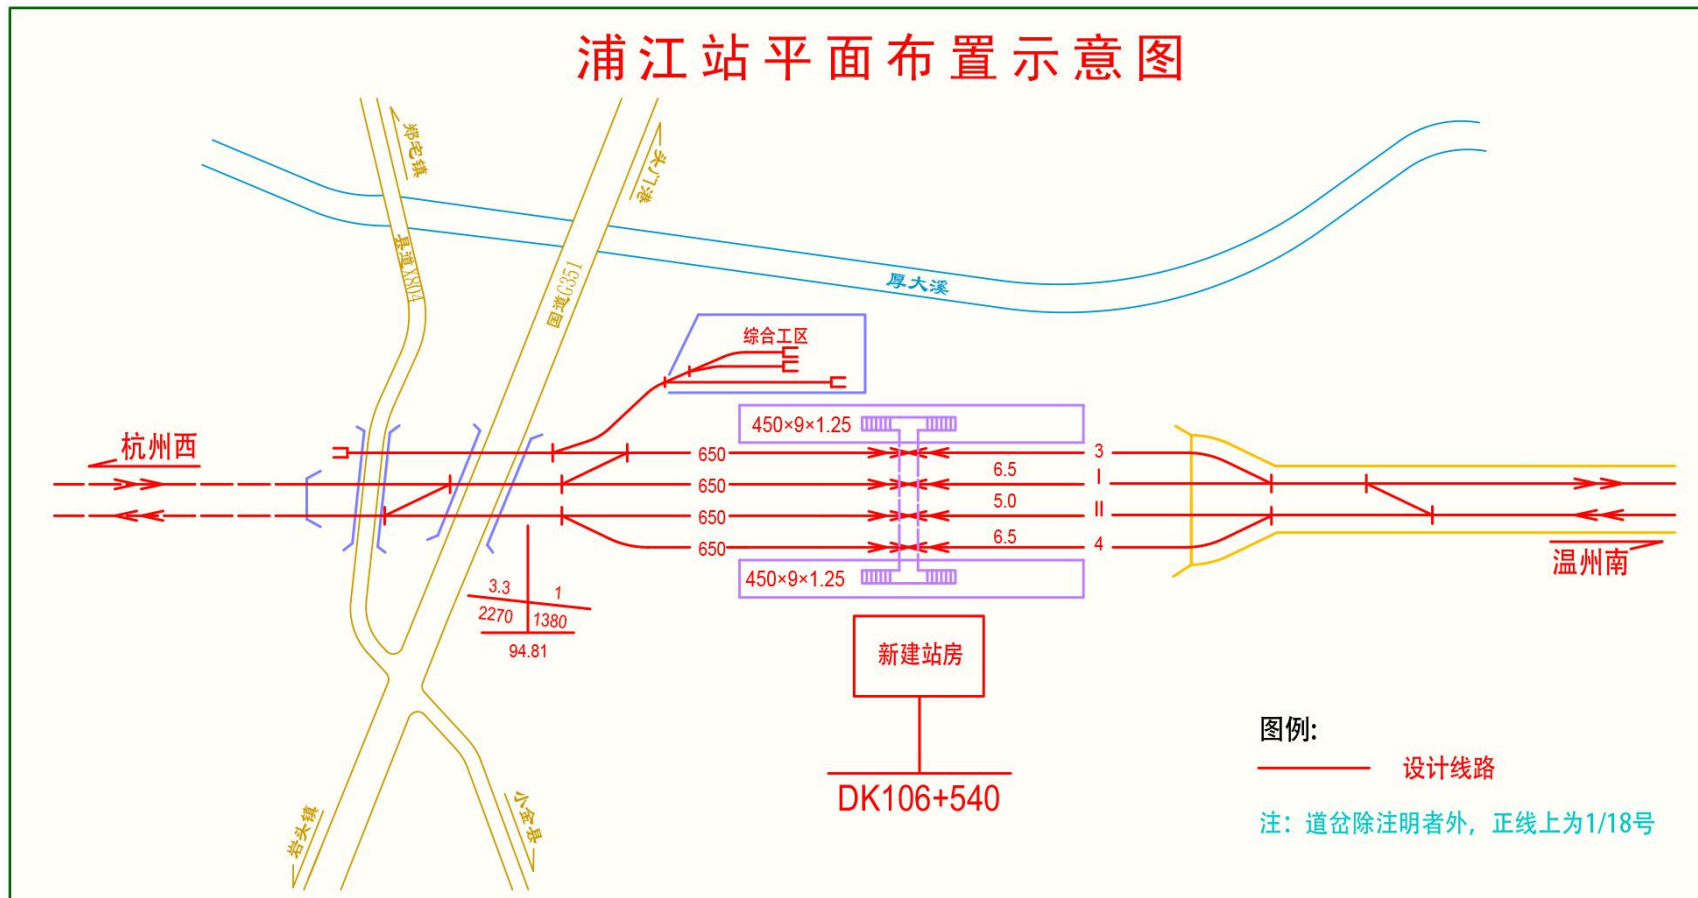 浦江站平面布置示意图
郑宅镇
头门港
县道X804
国道G351
厚大溪
综合工区
杭州西
450×9×1.25
650
3
6.5
650
I
5.0
650
II
6.5
650
4
温州南
450×9×1.25
3.3
1
2270
1380
94.81
新建站房
DK106+540
岩头镇
小金县
图例:
设计线路
注：道岔除注明者外，正线上为1/18号